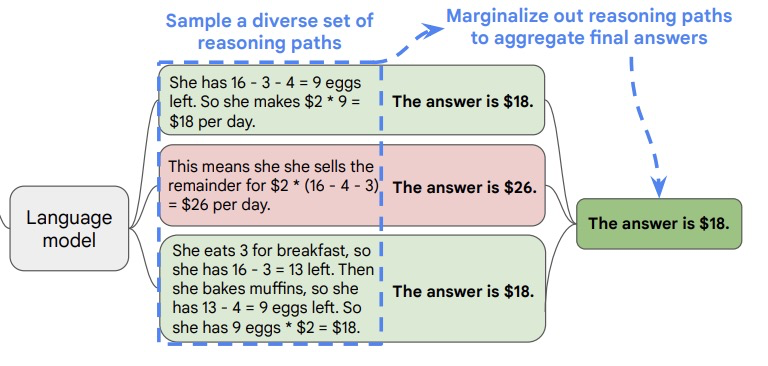 Sample a diverse set of
reasoning paths
Marginalize out reasoning paths
to aggregate final answers
Language
model
She has 16 - 3 - 4 = 9 eggs
left. So she makes $2 * 9 =
$18 per day.
The answer is $18.
This means she she sells the
remainder for $2 * (16 - 4 - 3)
= $26 per day.
The answer is $26.
She eats 3 for breakfast, so
she has 16 - 3 = 13 left. Then
she bakes muffins, so she
has 13 - 4 = 9 eggs left. So
she has 9 eggs * $2 = $18.
The answer is $18.
The answer is $18.